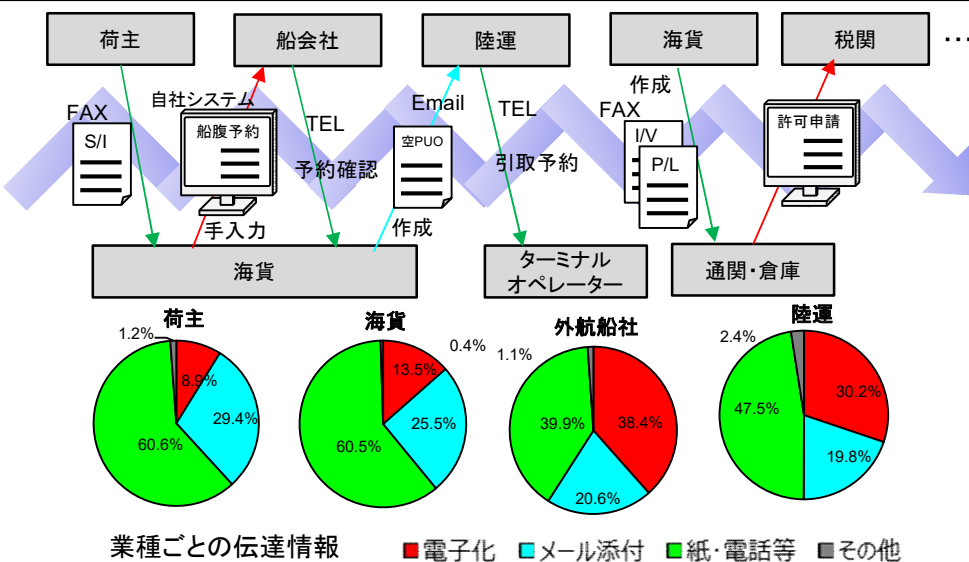 荷主
船会社
陸運
海貨
税関
…
FAX
S/I
自社システム
船腹予約
手入力
TEL
予約確認
Email
空PUO
作成
TEL
引取予約
作成
FAX
I/V
P/L
許可申請
海貨
ターミナル
オペレーター
通関・倉庫
荷主
1.2%
8.9%
29.4%
60.6%
海貨
0.4%
13.5%
25.5%
60.5%
外航船社
1.1%
38.4%
39.9%
20.6%
陸運
2.4%
30.2%
47.5%
19.8%
業種ごとの伝達情報
電子化 メール添付 紙・電話等 その他